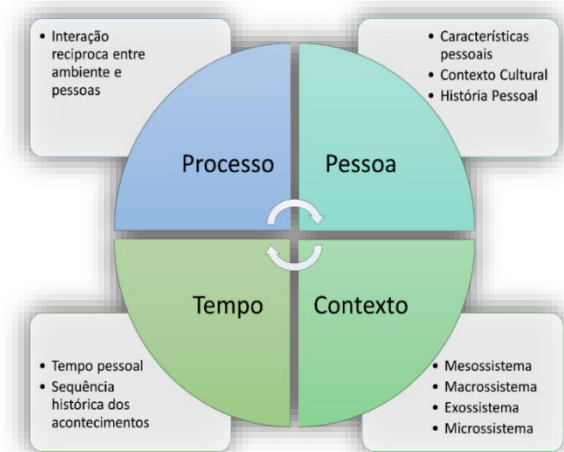 • Interação
reciproca entre
ambiente e
pessoas
• Características
pessoais
• Contexto Cultural
• História Pessoal
Processo
Pessoa
Tempo
Contexto
• Tempo pessoal
• Sequência
histórica dos
acontecimentos
• Mesossistema
• Macrossistema
• Exossistema
• Microssistema